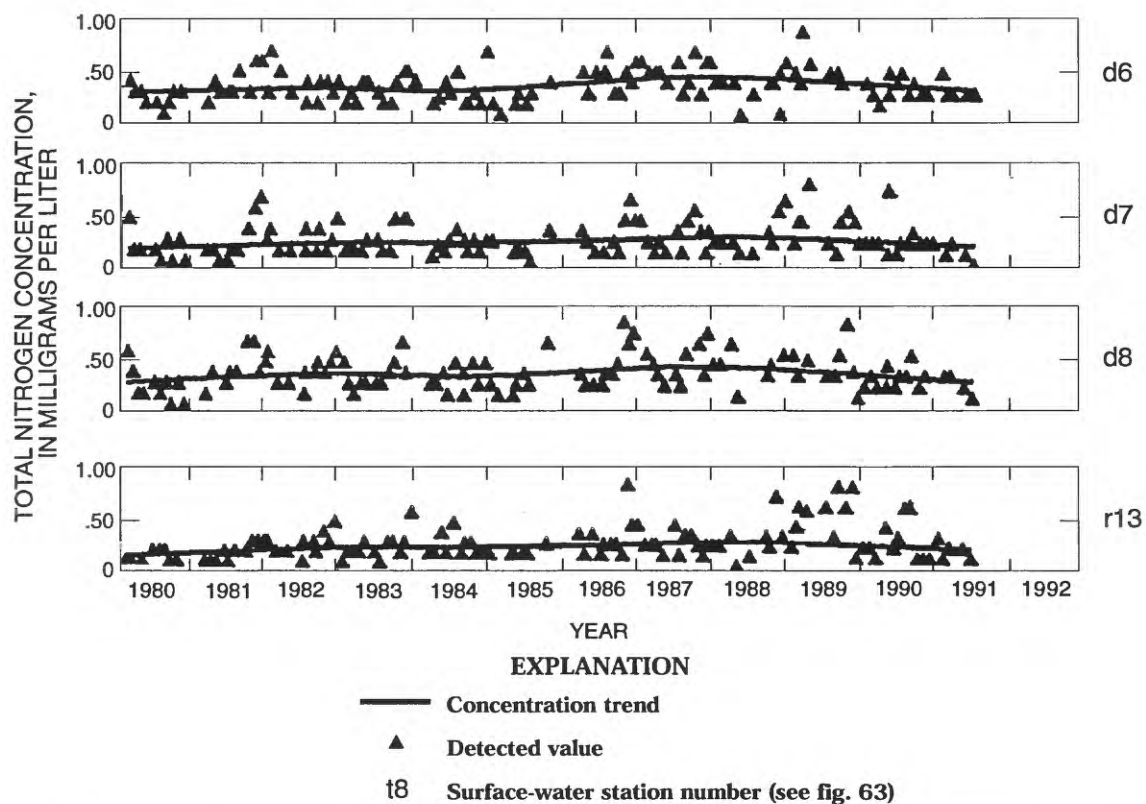 TOTAL NITROGEN CONCENTRATION,
IN MILLIGRAMS PER LITER
1.00
.50
0
d6
1.00
.50
0
d7
1.00
.50
0
d8
1.00
.50
0
r13
1980 1981 1982 1983 1984 1985 1986 1987 1988 1989 1990 1991 1992
YEAR
EXPLANATION
Concentration trend
Detected value
t8 Surface-water station number (see fig. 63)